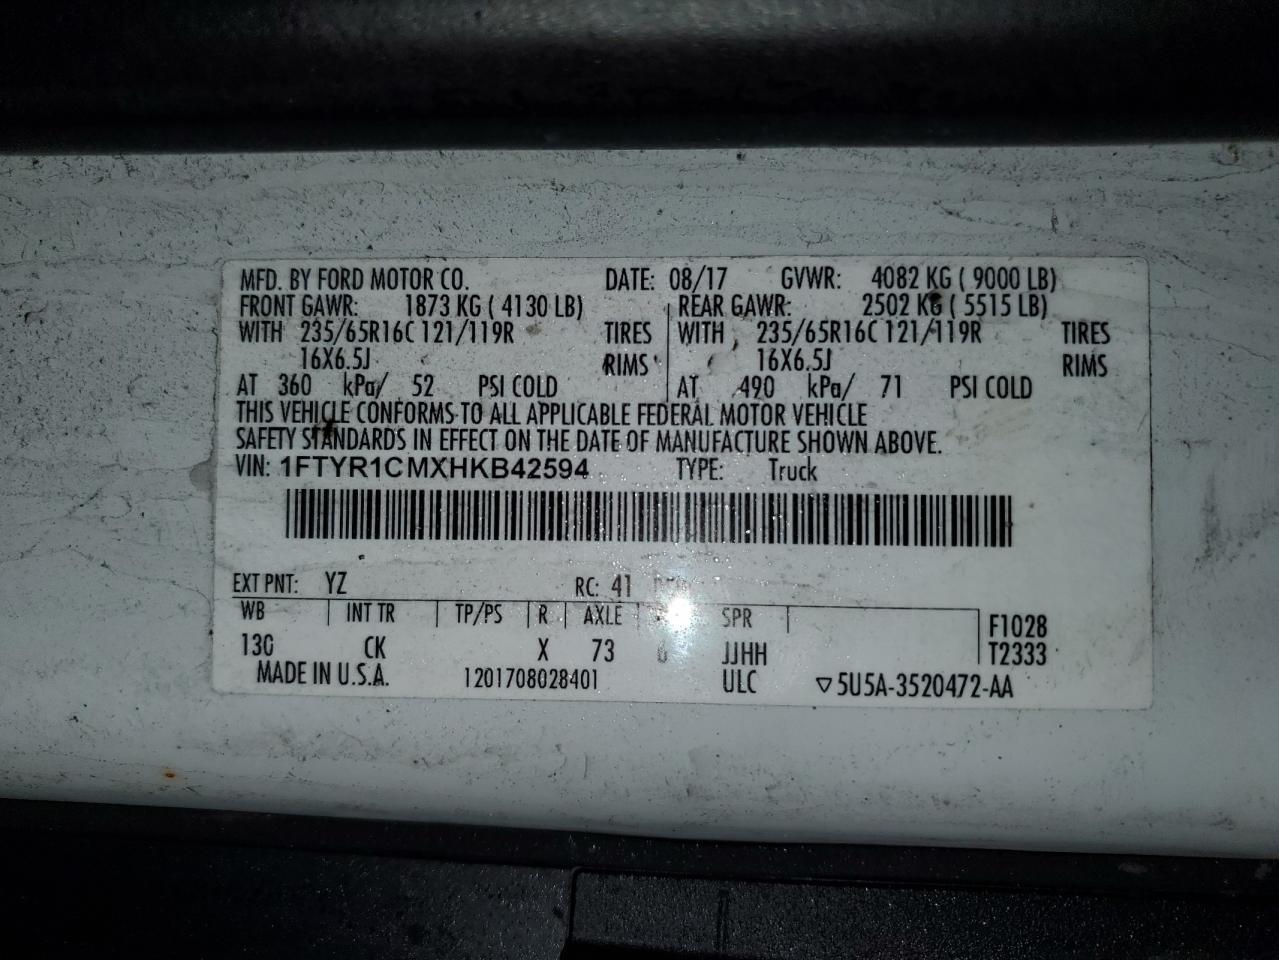 MFD. BY FORD MOTOR CO. DATE: 08/17 GVWR: 4082 KG ( 9000 LB)
FRONT GAWR: 1873 KG ( 4130 LB) REAR GAWR: 2502 KG ( 5515 LB)
WITH 235/65R16C 121/119R TIRES WITH 235/65R16C 121/119R TIRES
16X6.5J RIMS 16X6.5J RIMS
AT 360 kPa/ 52 PSI COLD AT 490 kPa/ 71 PSI COLD
THIS VEHICLE CONFORMS TO ALL APPLICABLE FEDERAL MOTOR VEHICLE
SAFETY STANDARDS IN EFFECT ON THE DATE OF MANUFACTURE SHOWN ABOVE.
VIN: 1FTYR1CMXHKB42594 TYPE: Truck
EXT PNT: YZ RC: 41
WB INT TR TP/PS R AXLE SPR F1028
130 CK X 73 JJHH T2333
MADE IN U.S.A. 1201708028401 ULC ▽5U5A-3520472-AA